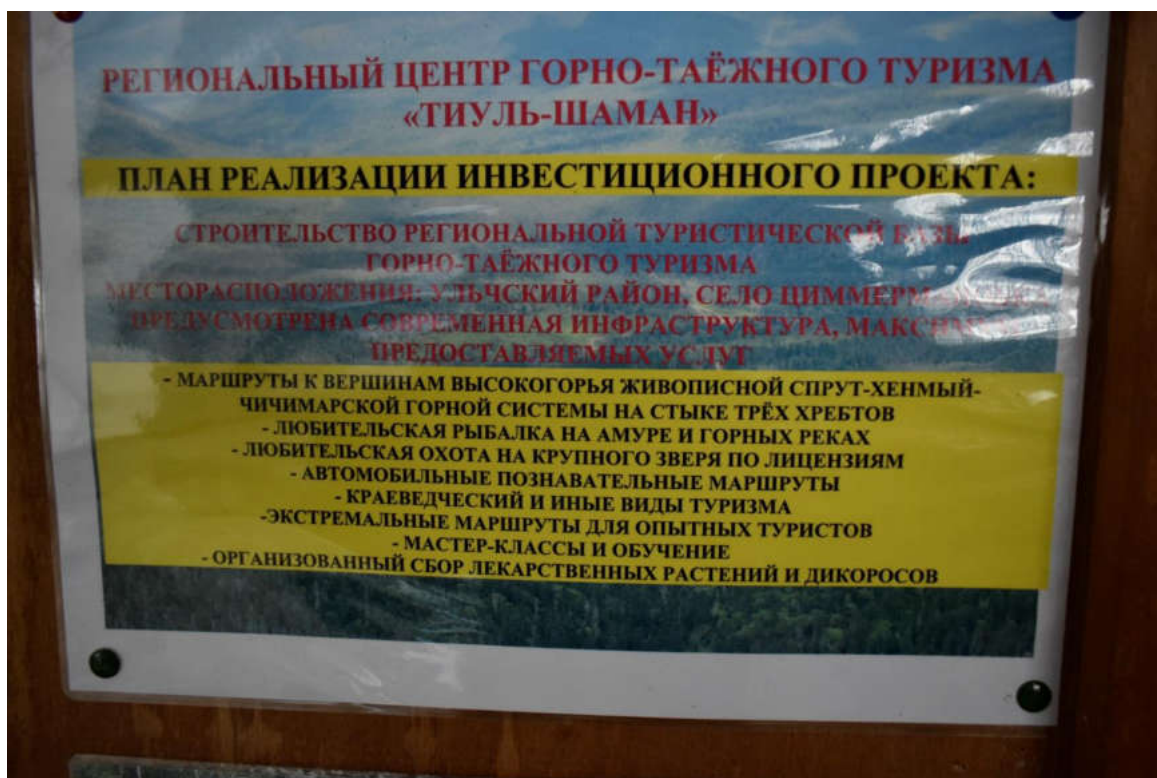 РЕГИОНАЛЬНЫЙ ЦЕНТР ГОРНО-ТАЁЖНОГО ТУРИЗМА
«ТИУЛЬ-ШАМАН»
ПЛАН РЕАЛИЗАЦИИ ИНВЕСТИЦИОННОГО ПРОЕКТА:
СТРОИТЕЛЬСТВО РЕГИОНАЛЬНОЙ ТУРИСТИЧЕСКОЙ БАЗЫ
ГОРНО-ТАЁЖНОГО ТУРИЗМА
МЕСТОРАСПОЛОЖЕНИЯ: УЛЬЧСКИЙ РАЙОН, СЕЛО
ПРЕДУСМОТРЕНА СОВРЕМЕННАЯ ИНФРАСТРУКТУРА,
ПРЕДОСТАВЛЯЕМЫХ УСЛУГ
- МАРШРУТЫ К ВЕРШИНАМ ВЫСОКОГОРЬЯ ЖИВОПИСНОЙ СПРУТ-ХЕНМЫЙ-
ЧИЧИМАРСКОЙ ГОРНОЙ СИСТЕМЫ НА СТЫКЕ ТРЁХ ХРЕБТОВ
- ЛЮБИТЕЛЬСКАЯ РЫБАЛКА НА АМУРЕ И ГОРНЫХ РЕКАХ
- ЛЮБИТЕЛЬСКАЯ ОХОТА НА КРУПНОГО ЗВЕРЯ ПО ЛИЦЕНЗИЯМ
- АВТОМОБИЛЬНЫЕ ПОЗНАВАТЕЛЬНЫЕ МАРШРУТЫ
- КРАЕВЕДЧЕСКИЙ И ИНЫЕ ВИДЫ ТУРИЗМА
-ЭКСТРЕМАЛЬНЫЕ МАРШРУТЫ ДЛЯ ОПЫТНЫХ ТУРИСТОВ
- МАСТЕР-КЛАССЫ И ОБУЧЕНИЕ
- ОРГАНИЗОВАННЫЙ СБОР ЛЕКАРСТВЕННЫХ РАСТЕНИЙ И ДИКОРОСОВ